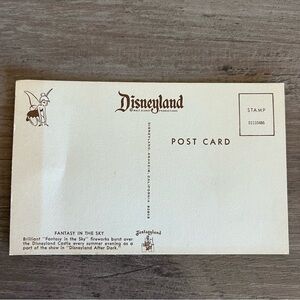 Disneyland
POST CARD
STAMP
FANTASY IN THE SKY
Brilliant "Fantasy in the Sky" fireworks burst over
the Disneyland Castle every summer evening as a
part of the show in "Disneyland After Dark."
Disneyland